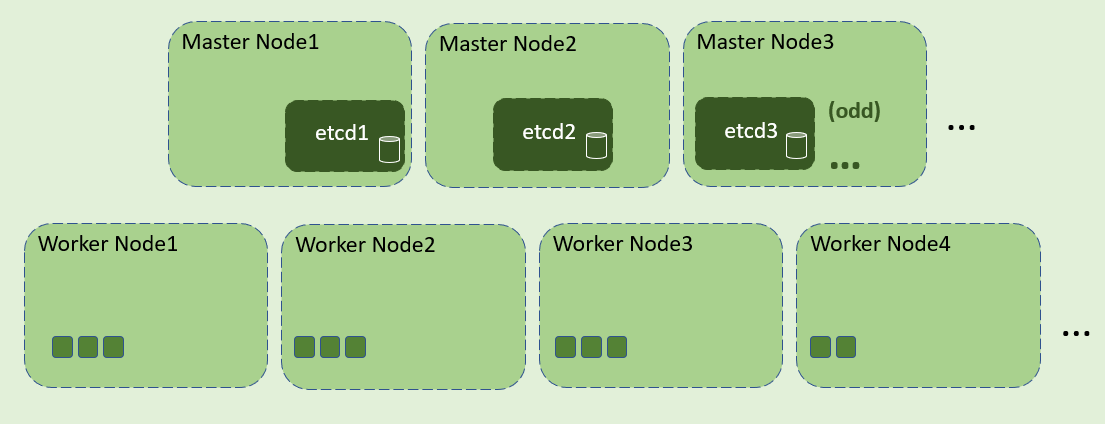 Master Node1
Master Node2
Master Node3
etcd1
etcd2
etcd3
(odd)
...
...
Worker Node1
Worker Node2
Worker Node3
Worker Node4
...